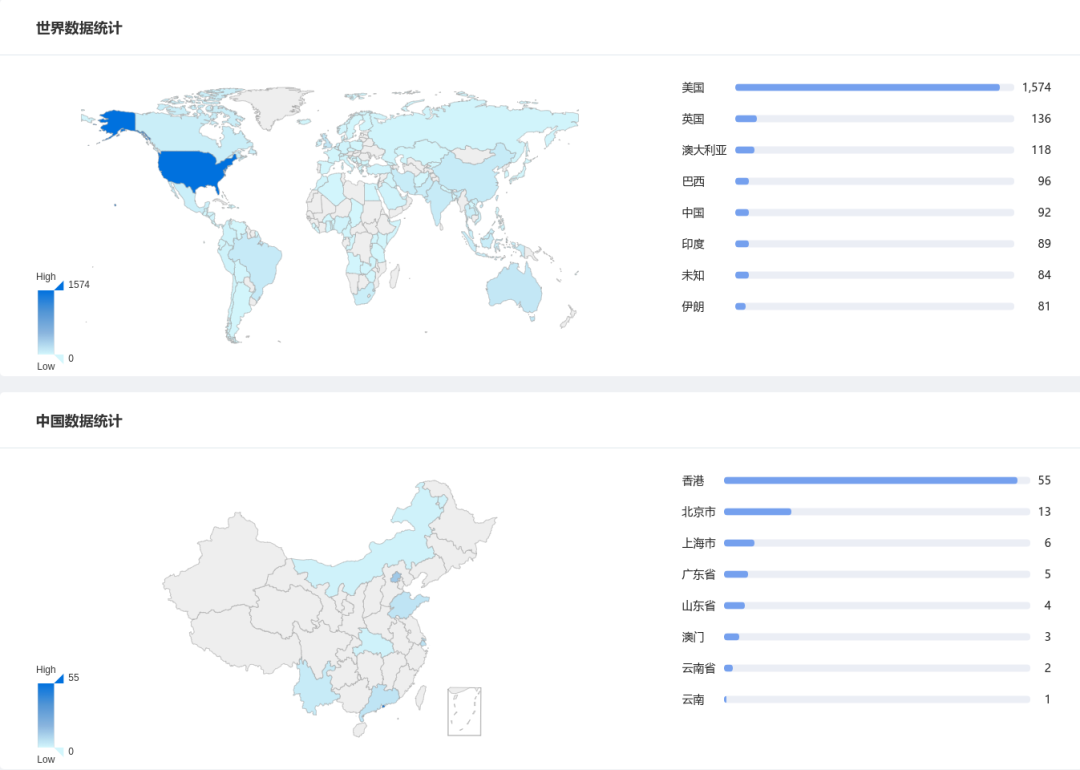 世界数据统计
美国 1,574
英国 136
澳大利亚 118
巴西 96
中国 92
印度 89
未知 84
伊朗 81
High
1574
0
Low
中国数据统计
香港 55
北京市 13
上海市 6
广东省 5
山东省 4
澳门 3
云南省 2
云南 1
High
55
0
Low